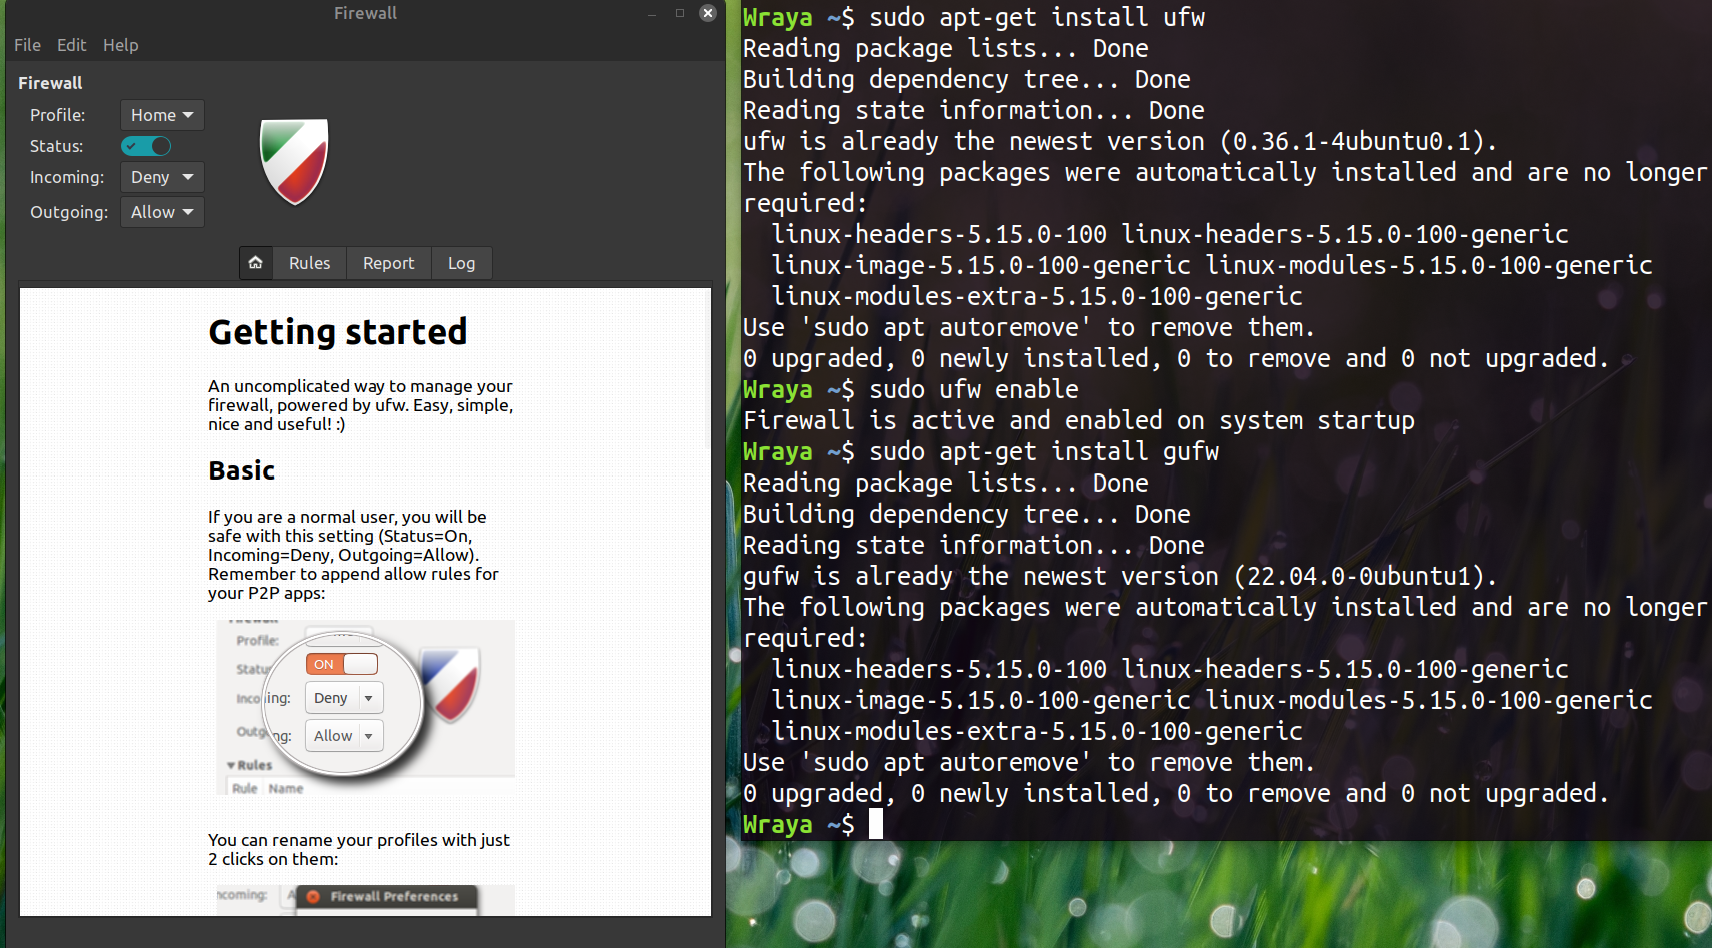 Firewall
File Edit Help
Firewall
Profile: Home
Status:
Incoming: Deny
Outgoing: Allow
Rules Report Log
Getting started
An uncomplicated way to manage your
firewall, powered by ufw. Easy, simple,
nice and useful! :)
Basic
If you are a normal user, you will be
safe with this setting (Status=On,
Incoming=Deny, Outgoing=Allow).
Remember to append allow rules for
your P2P apps:
Profile:
Statu ON
Inco ing: Deny
Outg ng: Allow
Rules
Rule Name
You can rename your profiles with just
2 clicks on them:
ncoming: A Firewall Preferences
Wraya ~$ sudo apt-get install ufw
Reading package lists... Done
Building dependency tree... Done
Reading state information... Done
ufw is already the newest version (0.36.1-4ubuntu0.1).
The following packages were automatically installed and are no longer
required:
  linux-headers-5.15.0-100 linux-headers-5.15.0-100-generic
  linux-image-5.15.0-100-generic linux-modules-5.15.0-100-generic
  linux-modules-extra-5.15.0-100-generic
Use 'sudo apt autoremove' to remove them.
0 upgraded, 0 newly installed, 0 to remove and 0 not upgraded.
Wraya ~$ sudo ufw enable
Firewall is active and enabled on system startup
Wraya ~$ sudo apt-get install gufw
Reading package lists... Done
Building dependency tree... Done
Reading state information... Done
gufw is already the newest version (22.04.0-0ubuntu1).
The following packages were automatically installed and are no longer
required:
  linux-headers-5.15.0-100 linux-headers-5.15.0-100-generic
  linux-image-5.15.0-100-generic linux-modules-5.15.0-100-generic
  linux-modules-extra-5.15.0-100-generic
Use 'sudo apt autoremove' to remove them.
0 upgraded, 0 newly installed, 0 to remove and 0 not upgraded.
Wraya ~$